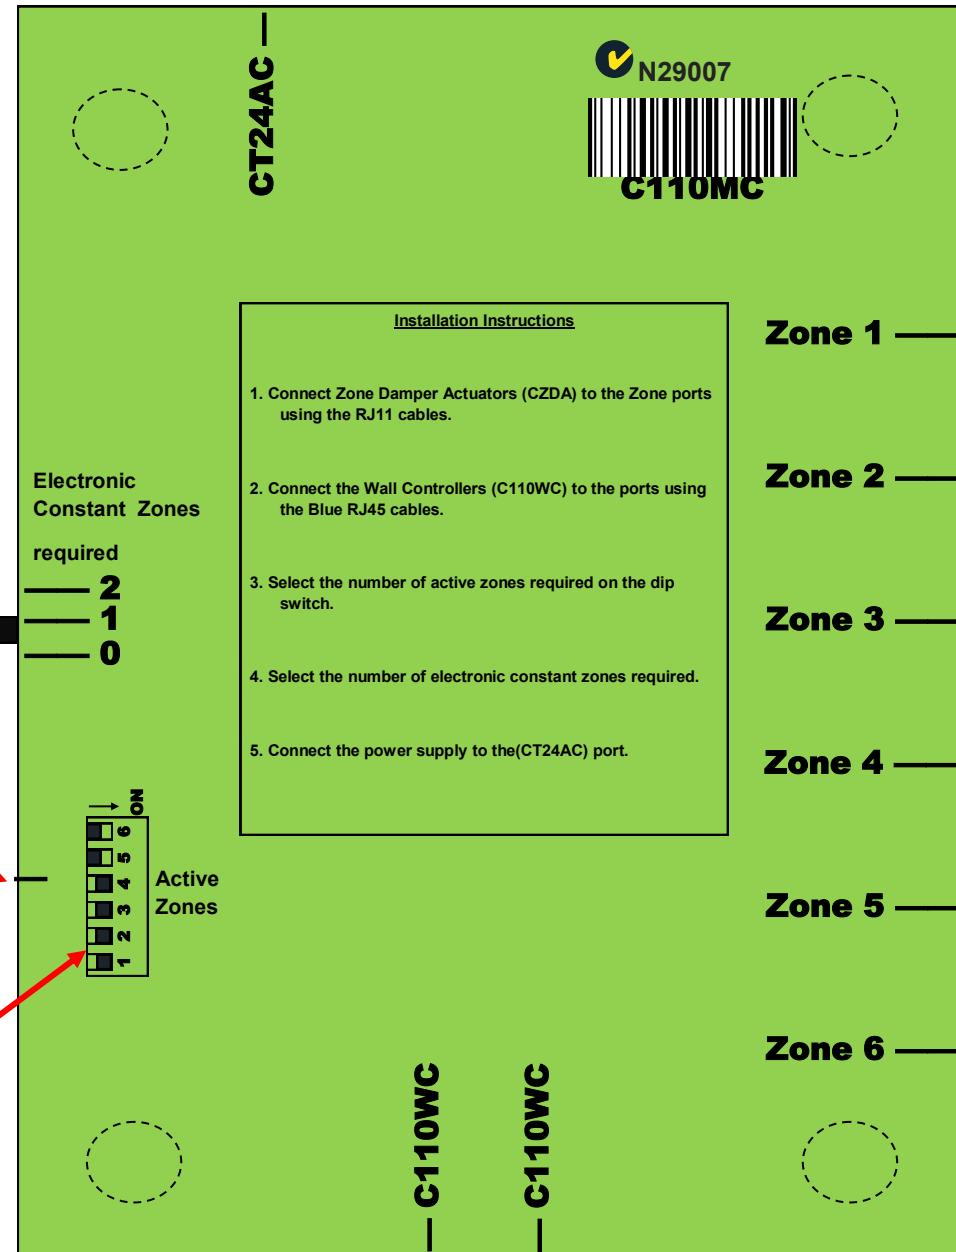 CT24AC
N29007
C110MC
Installation Instructions
1. Connect Zone Damper Actuators (CZDA) to the Zone ports
using the RJ11 cables.
2. Connect the Wall Controllers (C110WC) to the ports using
the Blue RJ45 cables.
3. Select the number of active zones required on the dip
switch.
4. Select the number of electronic constant zones required.
5. Connect the power supply to the(CT24AC) port.
Electronic
Constant Zones
required
2
1
0
ON
6
5
4
3
2
1
Active
Zones
Zone 1
Zone 2
Zone 3
Zone 4
Zone 5
Zone 6
C110WC
C110WC